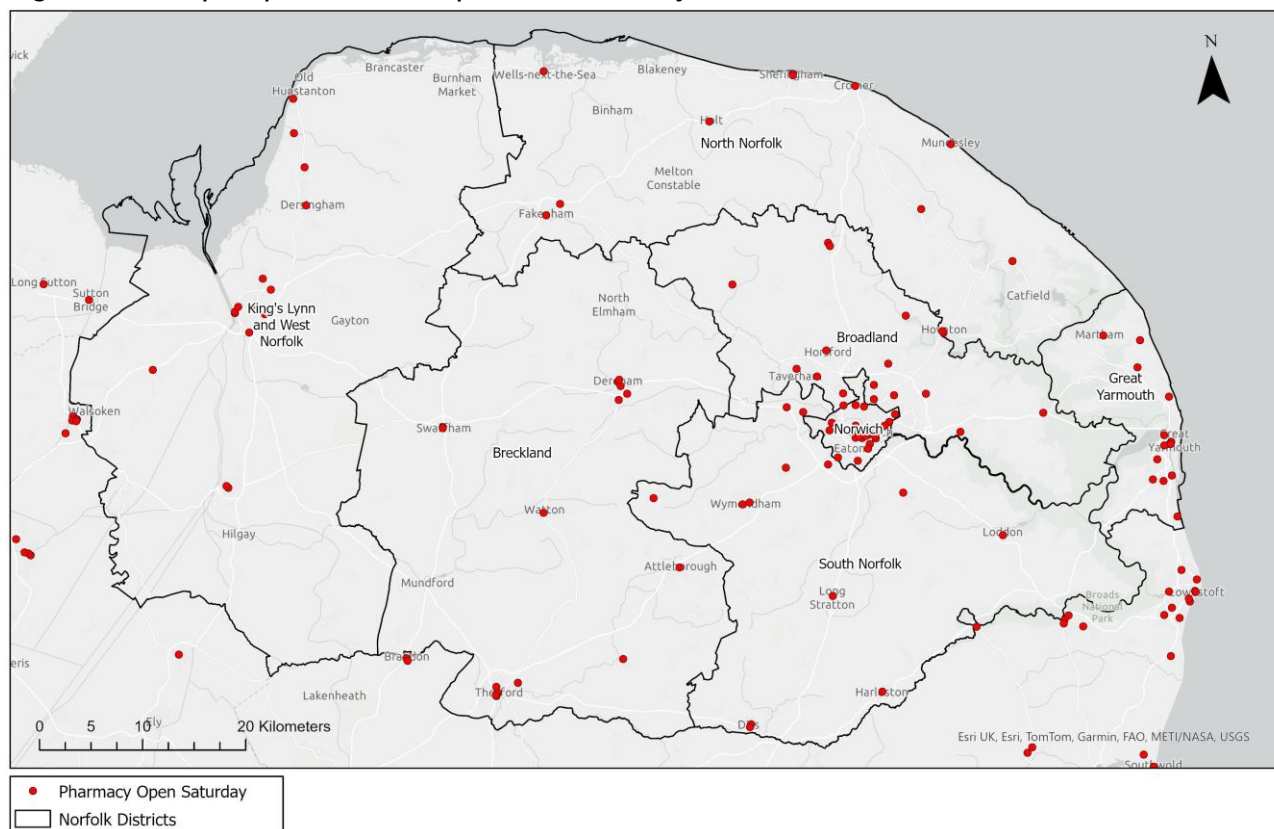 N
wick
Old
Hunstanton
Brancaster
Burnham
Market
Wells-next-the-Sea
Blakeney
Sheringham
Cromer
Binham
Holt
North Norfolk
Mundesley
Melton
Constable
Dersingham
Fakenham
Long Sutton
Sutton
Bridge
King's Lynn
and West
Norfolk
Gayton
North
Elmham
Catfield
Broadland
Hoveton
Martham
Horsford
Taverham
Great
Yarmouth
Dereham
Walsoken
Swaffham
Breckland
Norwich
Eaton
Great
Yarmouth
Wymondham
Watton
Hilgay
Loddon
South Norfolk
Attleborough
Mundford
Long
Stratton
Broads
National
Park
Lowestoft
eris
Brandon
Lakenheath
Thetford
Harleston
Diss
Ely
0 5 10 20 Kilometers
Esri UK, Esri, TomTom, Garmin, FAO, METI/NASA, USGS
Southwold
Pharmacy Open Saturday
Norfolk Districts